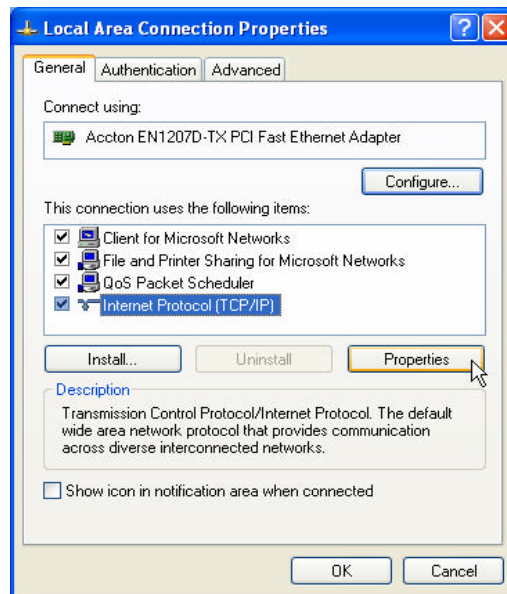 Local Area Connection Properties
General Authentication Advanced
Connect using:
Accton EN1207D-TX PCI Fast Ethernet Adapter
Configure...
This connection uses the following items:
Client for Microsoft Networks
File and Printer Sharing for Microsoft Networks
QoS Packet Scheduler
Internet Protocol (TCP/IP)
Install... Uninstall Properties
Description
Transmission Control Protocol/Internet Protocol. The default
wide area network protocol that provides communication
across diverse interconnected networks.
Show icon in notification area when connected
OK Cancel